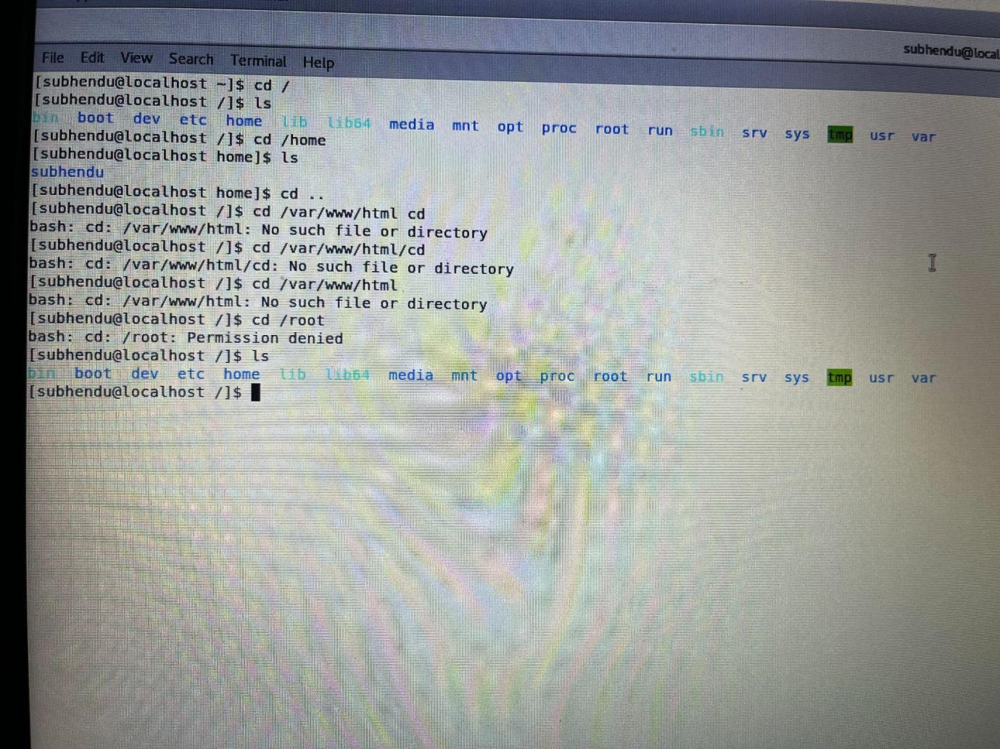 subhendu@local
File Edit View Search Terminal Help
[subhendu@localhost ~]$ cd /
[subhendu@localhost /]$ ls
bin boot dev etc home lib lib64 media mnt opt proc root run sbin srv sys tmp usr var
[subhendu@localhost /]$ cd /home
[subhendu@localhost home]$ ls
subhendu
[subhendu@localhost home]$ cd ..
[subhendu@localhost /]$ cd /var/www/html cd
bash: cd: /var/www/html: No such file or directory
[subhendu@localhost /]$ cd /var/www/html/cd
bash: cd: /var/www/html/cd: No such file or directory
[subhendu@localhost /]$ cd /var/www/html
bash: cd: /var/www/html: No such file or directory
[subhendu@localhost /]$ cd /root
bash: cd: /root: Permission denied
[subhendu@localhost /]$ ls
bin boot dev etc home lib lib64 media mnt opt proc root run sbin srv sys tmp usr var
[subhendu@localhost /]$